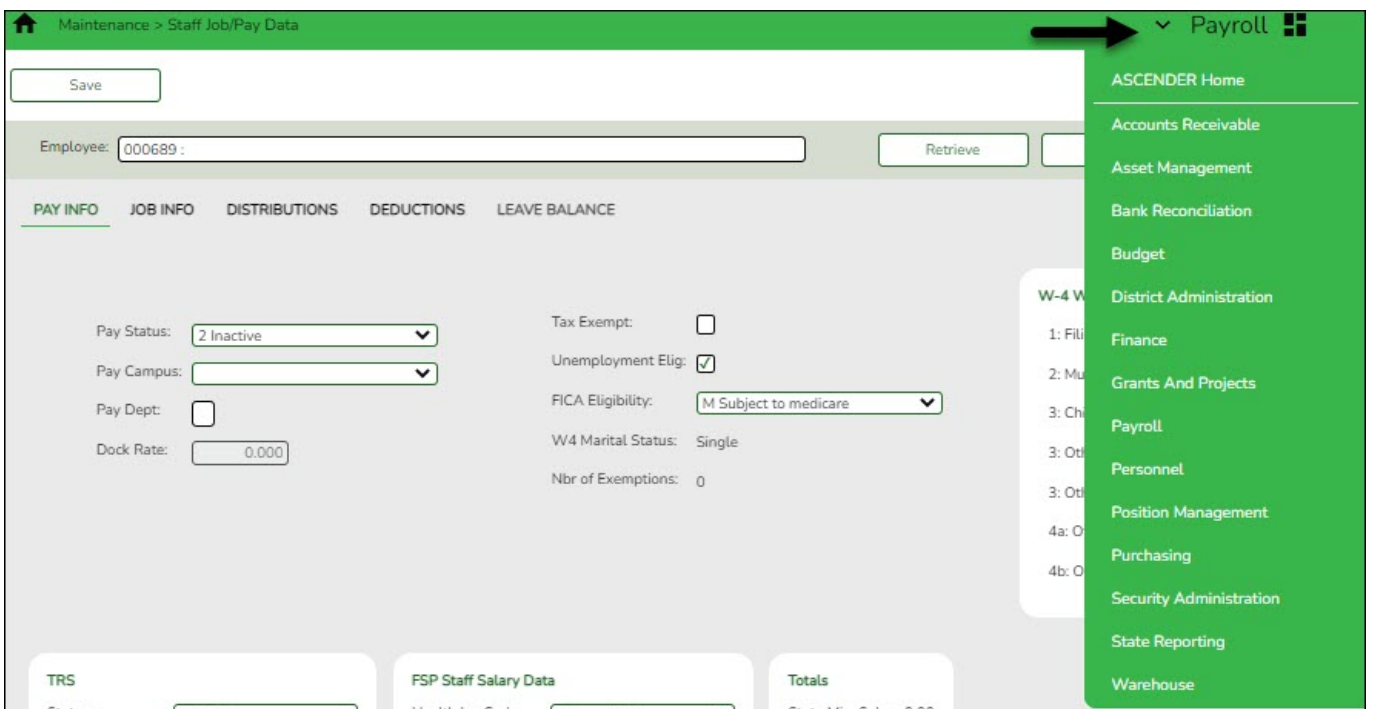 Maintenance > Staff Job/Pay Data
Payroll
Save
Employee: 000689 :
Retrieve
PAY INFO JOB INFO DISTRIBUTIONS DEDUCTIONS LEAVE BALANCE
Pay Status: 2 Inactive
Pay Campus:
Pay Dept:
Dock Rate: 0.000
Tax Exempt:
Unemployment Elig:
FICA Eligibility: M Subject to medicare
W4 Marital Status: Single
Nbr of Exemptions: 0
W-4 W
1: Fili
2: Mu
3: Chi
3: Oth
3: Oth
4a: O
4b: O
ASCENDER Home
Accounts Receivable
Asset Management
Bank Reconciliation
Budget
District Administration
Finance
Grants And Projects
Payroll
Personnel
Position Management
Purchasing
Security Administration
State Reporting
Warehouse
TRS
FSP Staff Salary Data
Totals